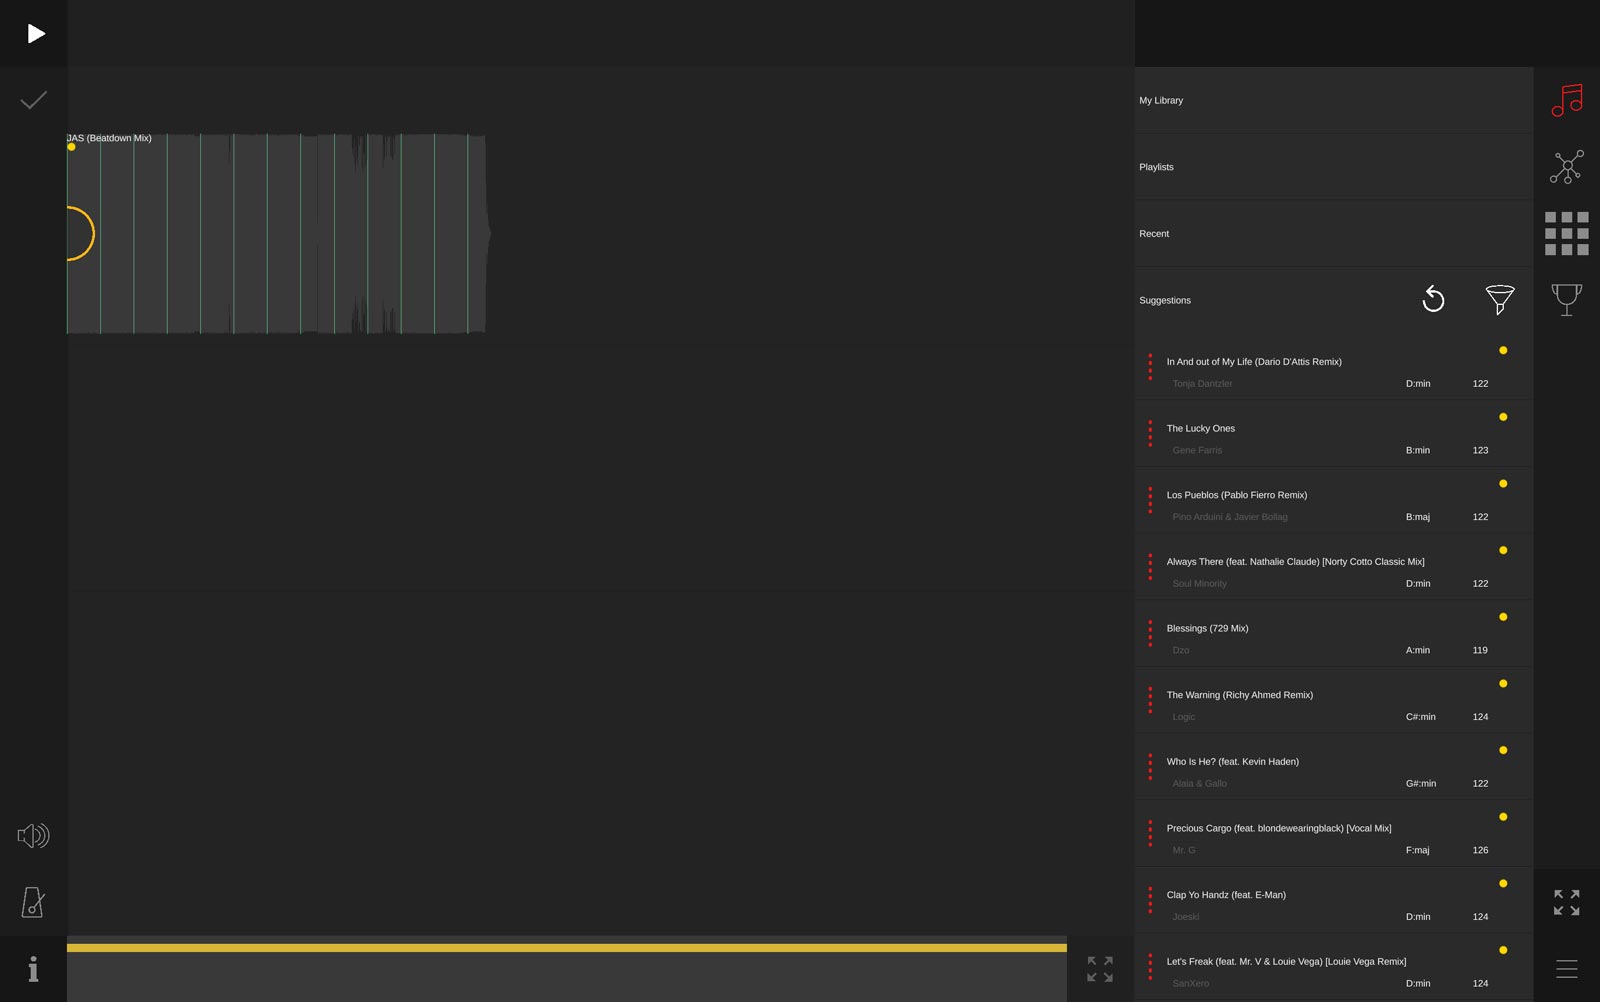 JAS (Beatdown Mix)
My Library
Playlists
Recent
Suggestions
In And out of My Life (Dario D'Attis Remix)
Tonja Dantzler D:min 122
The Lucky Ones
Gene Farris B:min 123
Los Pueblos (Pablo Fierro Remix)
Pino Arduini & Javier Bollag B:maj 122
Always There (feat. Nathalie Claude) [Norty Cotto Classic Mix]
Soul Minority D:min 122
Blessings (729 Mix)
Dzo A:min 119
The Warning (Richy Ahmed Remix)
Logic C#:min 124
Who Is He? (feat. Kevin Haden)
Alaia & Gallo G#:min 122
Precious Cargo (feat. blondewearingblack) [Vocal Mix]
Mr. G F:maj 126
Clap Yo Handz (feat. E-Man)
Joeski D:min 124
Let's Freak (feat. Mr. V & Louie Vega) [Louie Vega Remix]
SanXero D:min 124